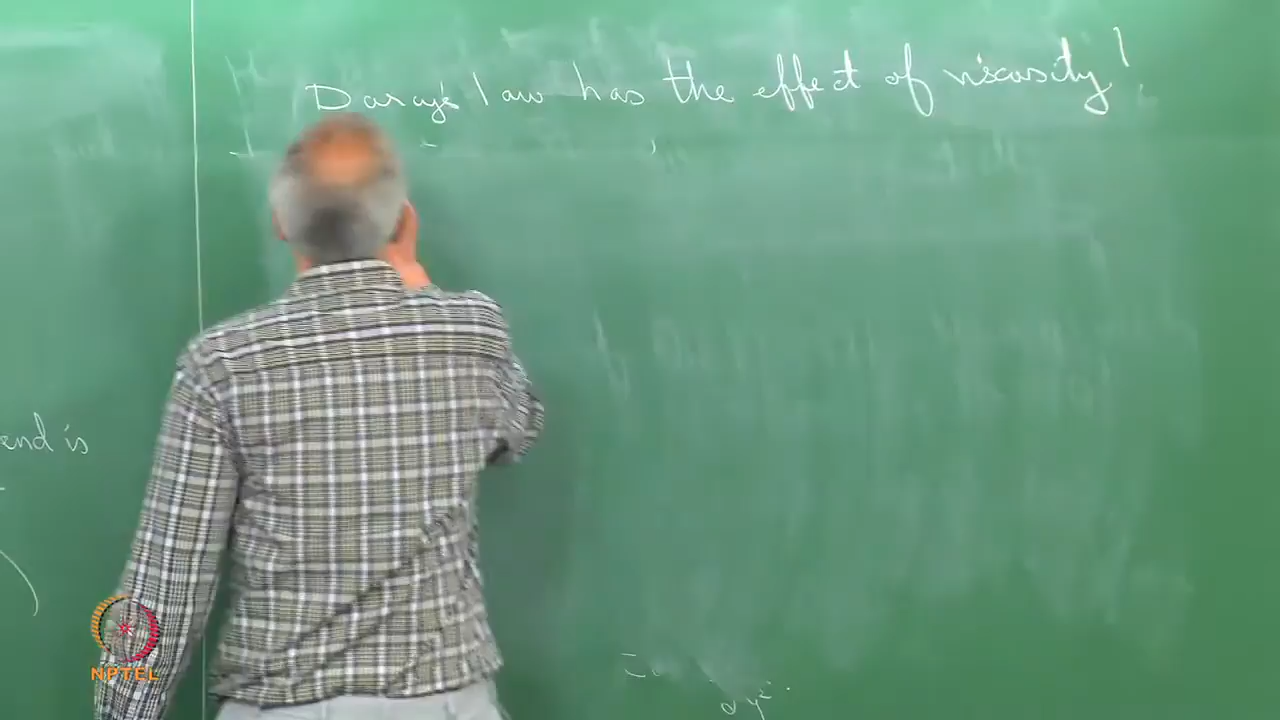 Darcy's law has the effect of viscosity!
end is
NPTEL